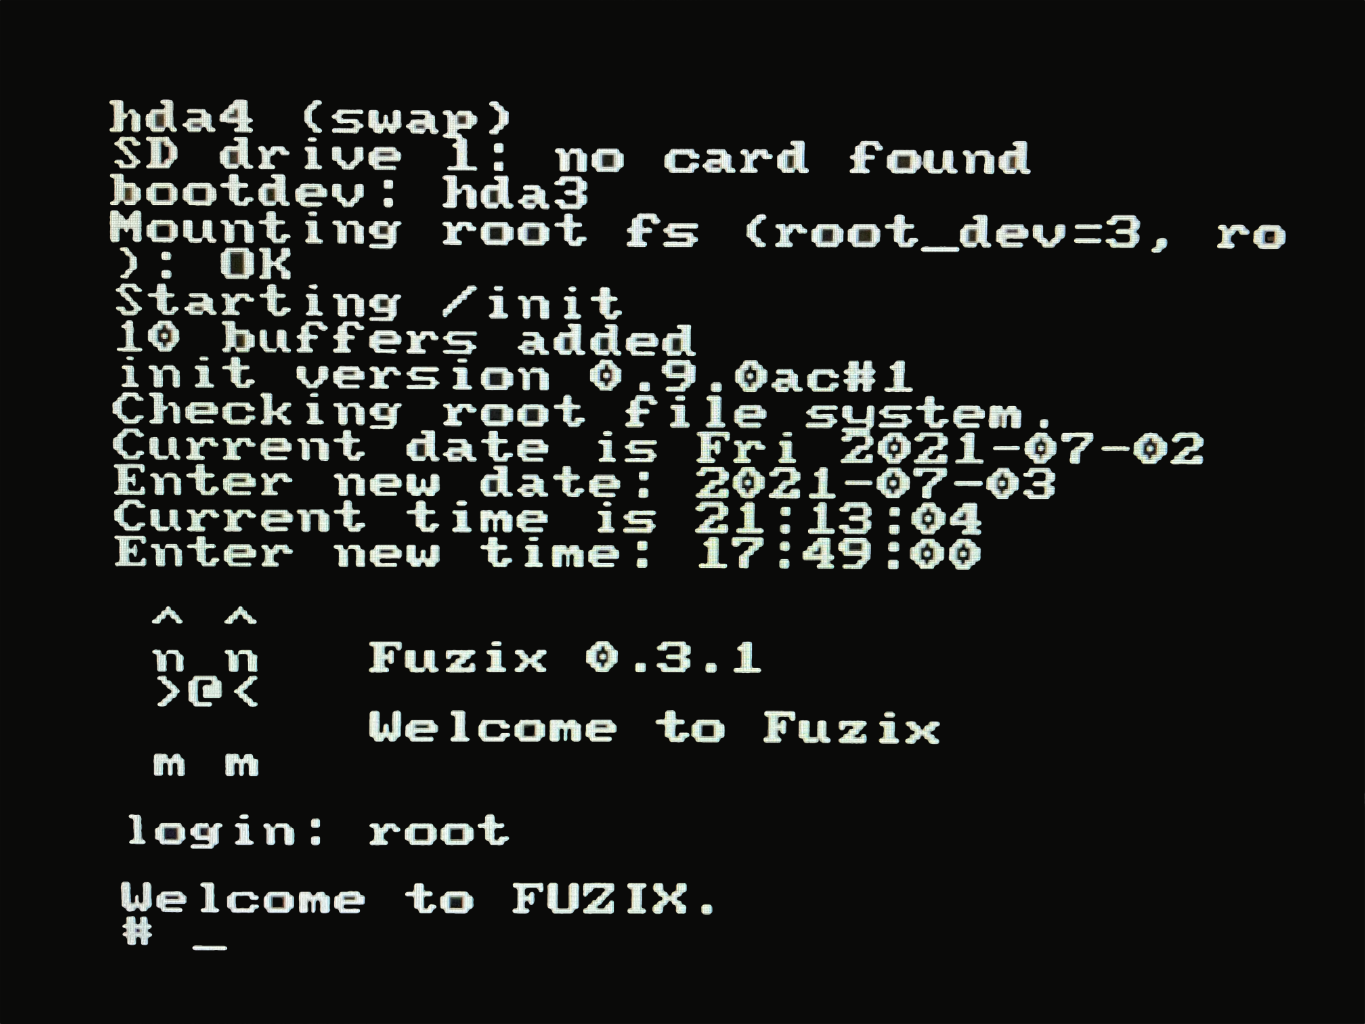 hda4 (swap)
SD drive 1: no card found
bootdev: hda3
Mounting root fs (root_dev=3, ro
): OK
Starting /init
10 buffers added
init version 0.9.0ac#1
Checking root file system.
Current date is Fri 2021-07-02
Enter new date: 2021-07-03
Current time is 21:13:04
Enter new time: 17:49:00
^ ^
n_n    Fuzix 0.3.1
>@<
Welcome to Fuzix
m m
login: root
Welcome to FUZIX.
# _